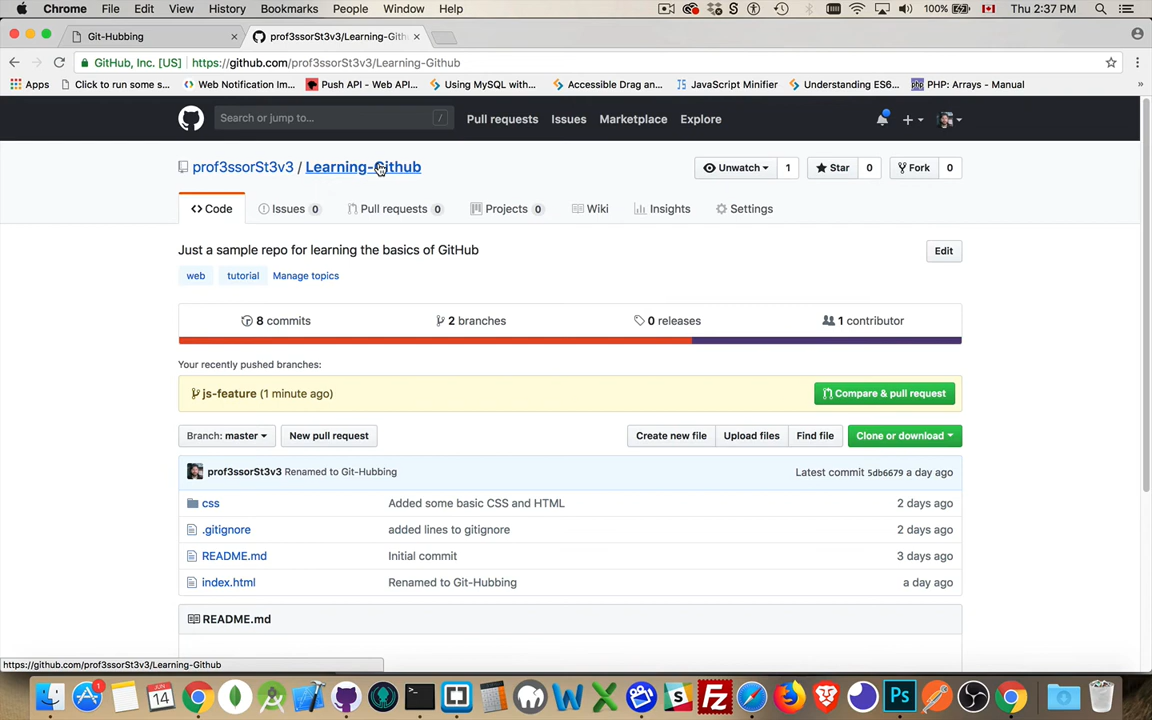 Chrome File Edit View History Bookmarks People Window Help 100% Thu 2:37 PM
Git-Hubbing prof3ssorSt3v3/Learning-Gith
GitHub, Inc. [US] https://github.com/prof3ssorSt3v3/Learning-Github
Apps Click to run some s... Web Notification Im... Push API - Web API... Using MySQL with... Accessible Drag an... JavaScript Minifier Understanding ES6... PHP: Arrays - Manual »
Search or jump to... / Pull requests Issues Marketplace Explore
prof3ssorSt3v3 / Learning-Github Unwatch 1 Star 0 Fork 0
Code Issues 0 Pull requests 0 Projects 0 Wiki Insights Settings
Just a sample repo for learning the basics of GitHub Edit
web tutorial Manage topics
8 commits 2 branches 0 releases 1 contributor
Your recently pushed branches:
js-feature (1 minute ago) Compare & pull request
Branch: master New pull request Create new file Upload files Find file Clone or download
prof3ssorSt3v3 Renamed to Git-Hubbing Latest commit 5db6679 a day ago
css Added some basic CSS and HTML 2 days ago
.gitignore added lines to gitignore 2 days ago
README.md Initial commit 3 days ago
index.html Renamed to Git-Hubbing a day ago
README.md
https://github.com/prof3ssorSt3v3/Learning-Github
1 JUN 14 >_ W X S FZ Ps